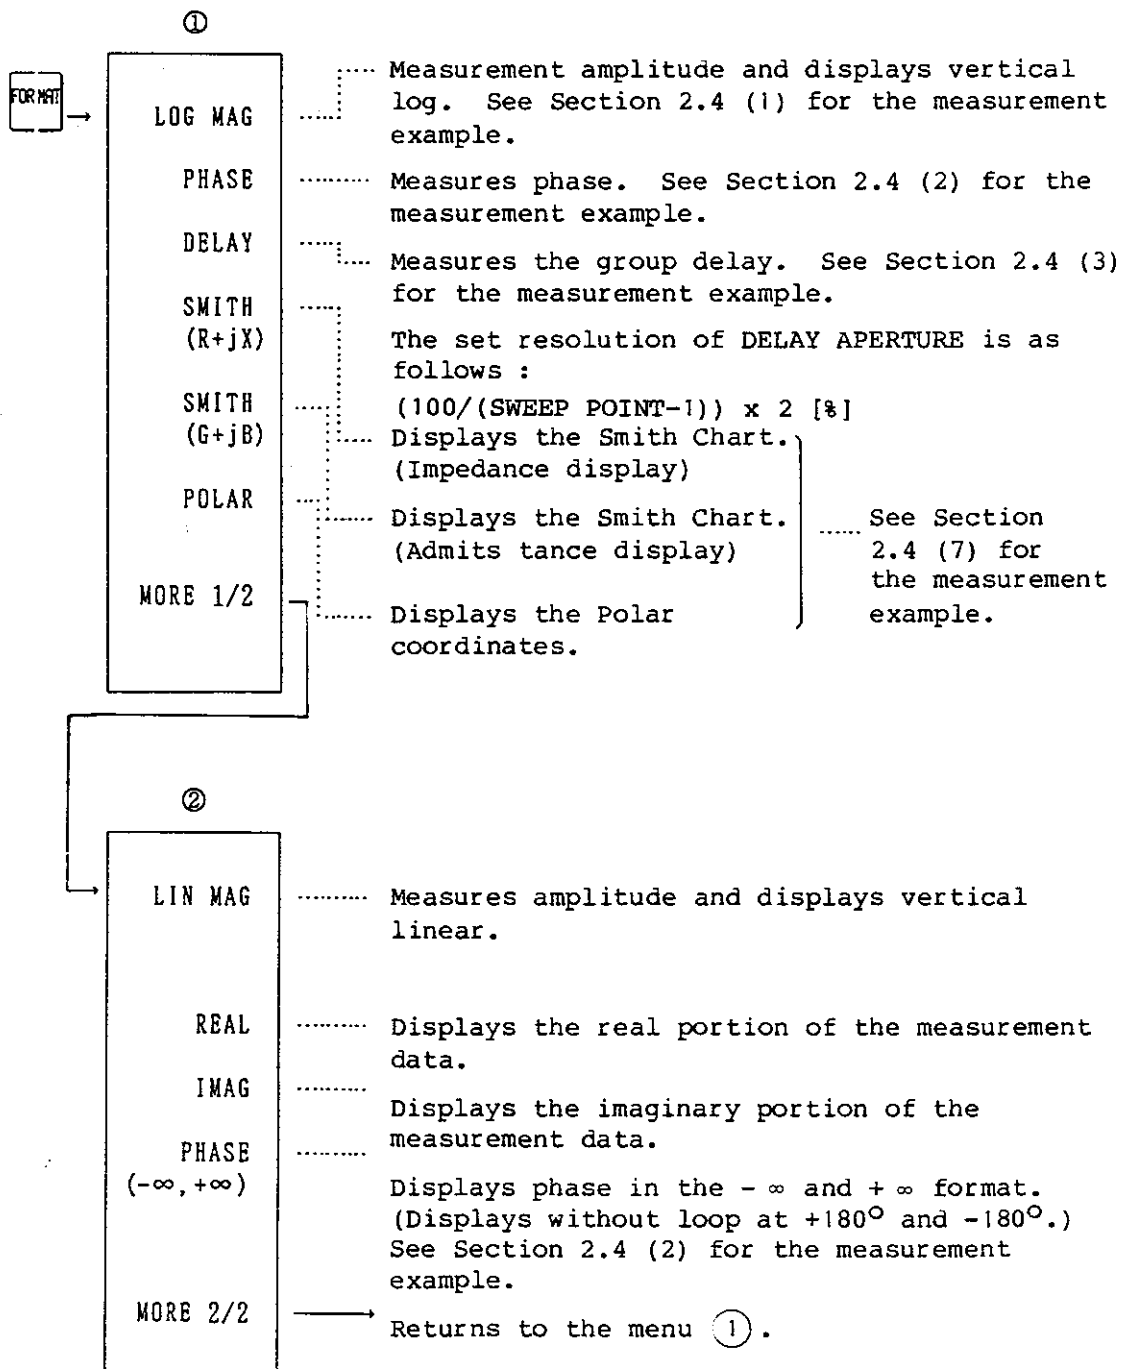 ①
FORMAT
LOG MAG
Measurement amplitude and displays vertical
log. See Section 2.4 (1) for the measurement
example.
PHASE
Measures phase. See Section 2.4 (2) for the
measurement example.
DELAY
Measures the group delay. See Section 2.4 (3)
for the measurement example.
The set resolution of DELAY APERTURE is as
follows :
(100/(SWEEP POINT-1)) x 2 [%]
SMITH
(R+jX)
Displays the Smith Chart.
(Impedance display)
SMITH
(G+jB)
Displays the Smith Chart.
(Admits tance display)
POLAR
Displays the Polar
coordinates.
See Section
2.4 (7) for
the measurement
example.
MORE 1/2
②
LIN MAG
Measures amplitude and displays vertical
linear.
REAL
Displays the real portion of the measurement
data.
IMAG
Displays the imaginary portion of the
measurement data.
PHASE
(-∞,+∞)
Displays phase in the - ∞ and + ∞ format.
(Displays without loop at +180° and -180°.)
See Section 2.4 (2) for the measurement
example.
MORE 2/2
Returns to the menu ①.